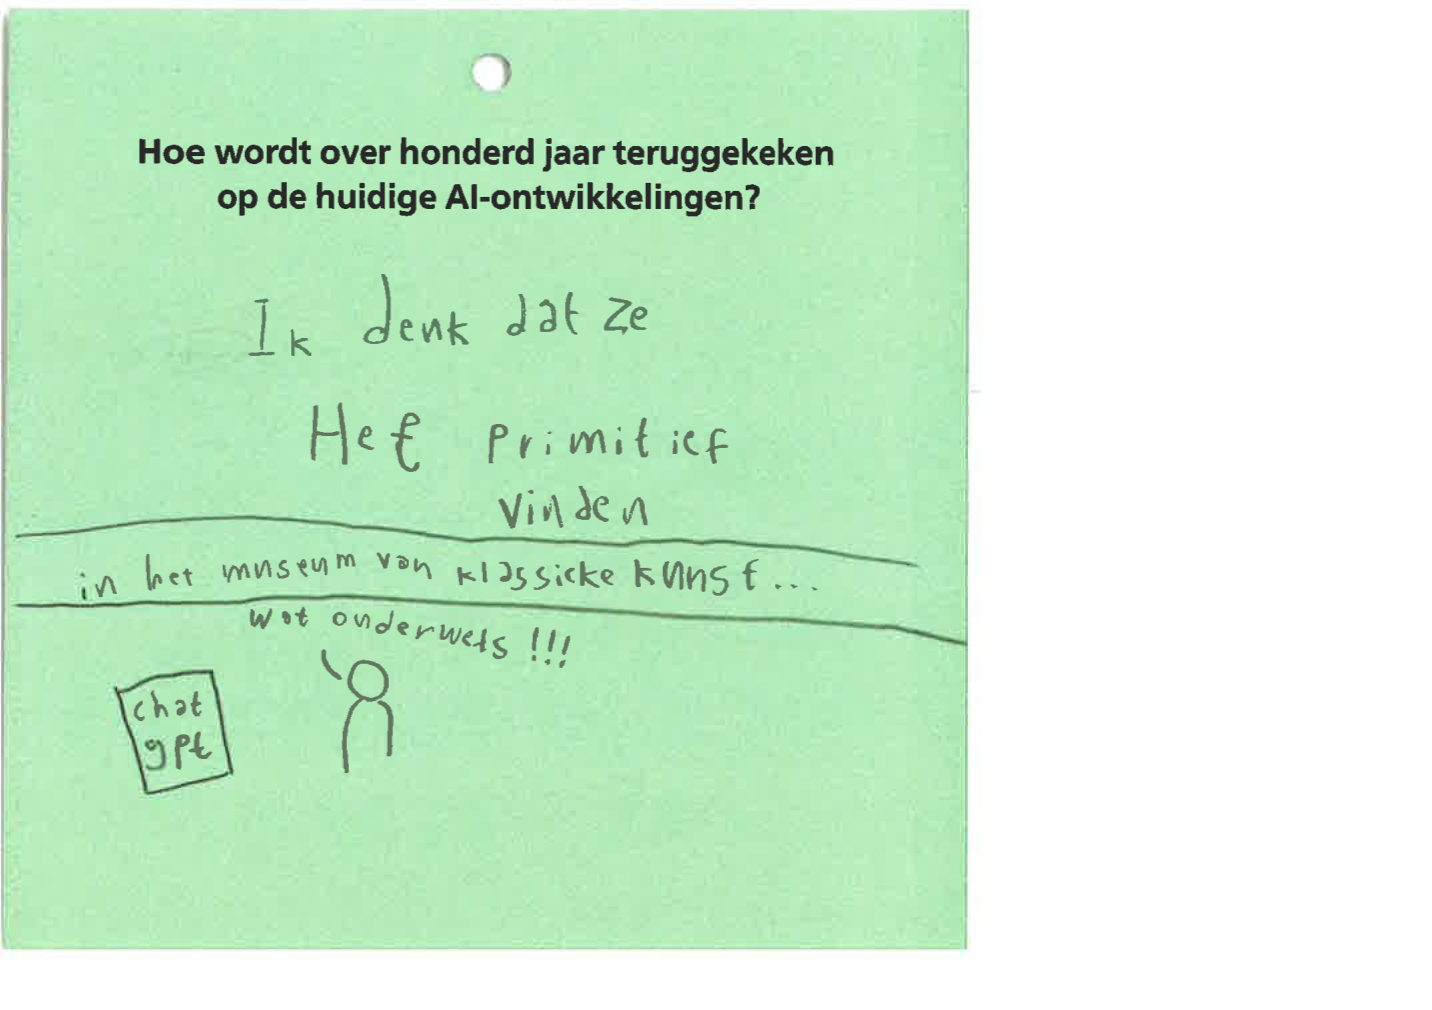 Hoe wordt over honderd jaar teruggekeken
op de huidige AI-ontwikkelingen?
Ik denk dat ze
Het primitief
vinden
in het museum van klassieke kunst...
wat onderwets !!!
chat
gpt